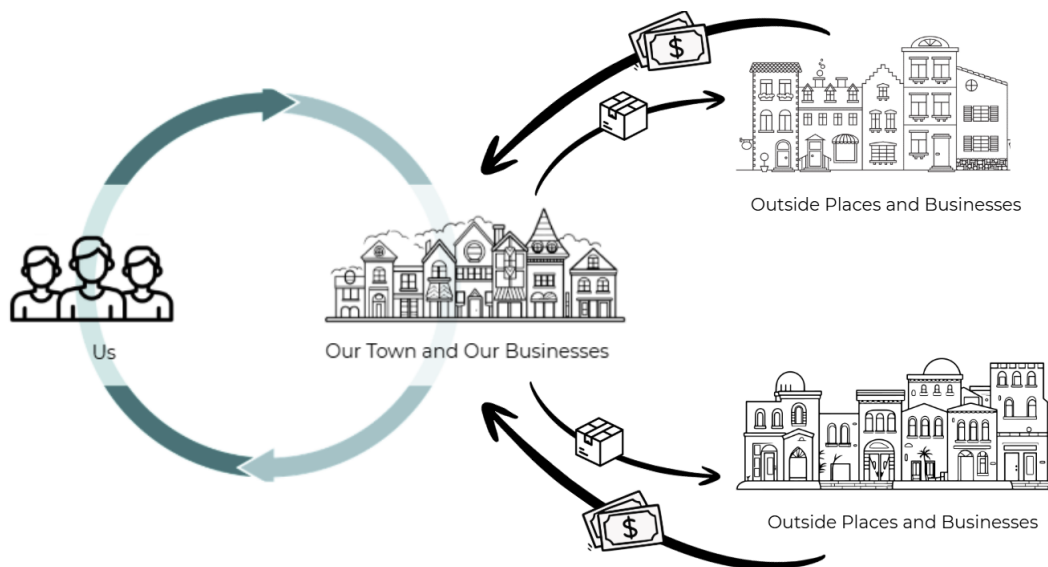 $
Outside Places and Businesses
Us
Our Town and Our Businesses
$
Outside Places and Businesses